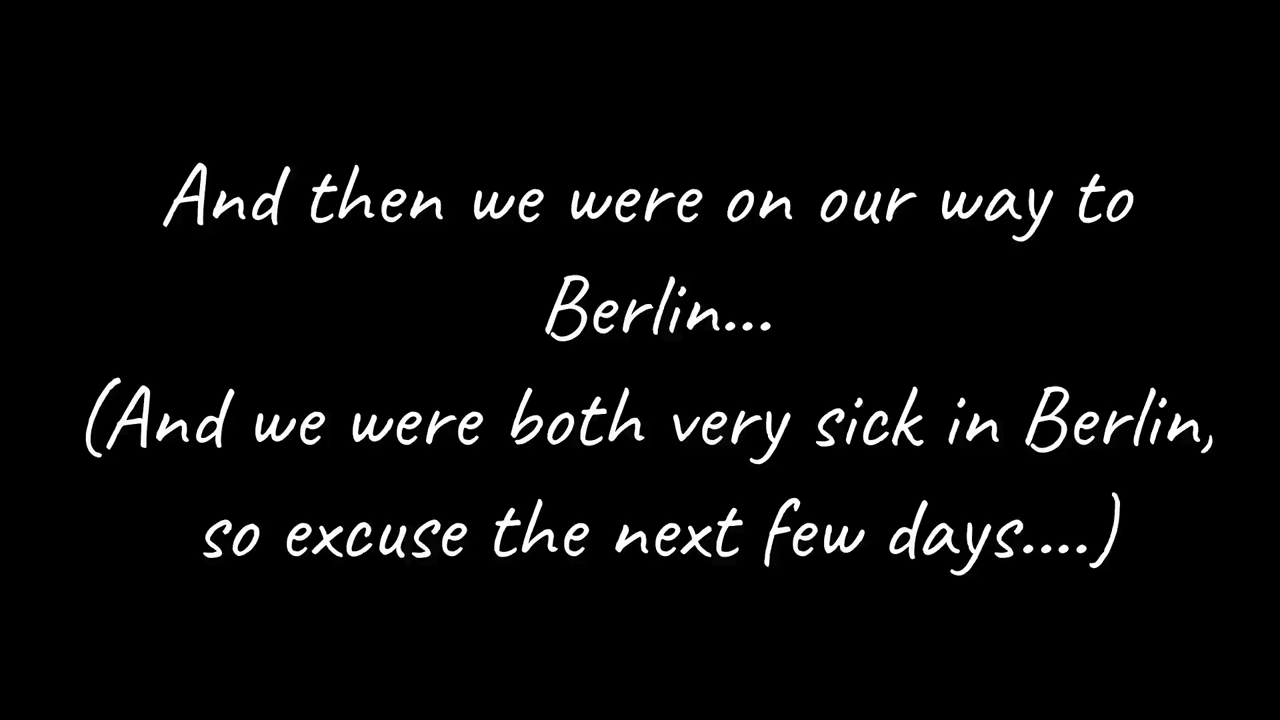 And then we were on our way to
Berlin...
(And we were both very sick in Berlin,
so excuse the next few days....)